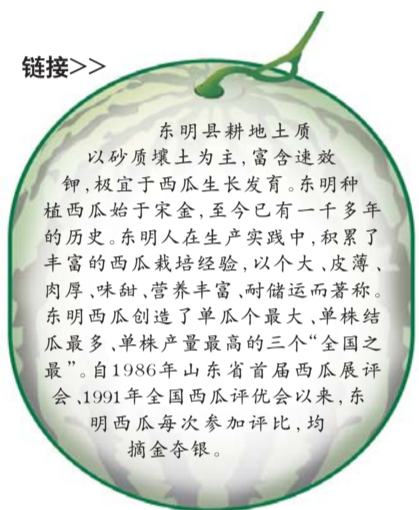 链接>>
东明县耕地土质
以砂质壤土为主，富含速效
钾，极宜于西瓜生长发育。东明种
植西瓜始于宋金，至今已有一千多年
的历史。东明人在生产实践中，积累了
丰富的西瓜栽培经验，以个大、皮薄、
肉厚、味甜、营养丰富、耐储运而著称。
东明西瓜创造了单瓜个最大、单株结
瓜最多、单株产量最高的三个“全国之
最”。自1986年山东省首届西瓜展评
会、1991年全国西瓜评优会以来，东
明西瓜每次参加评比，均
摘金夺银。